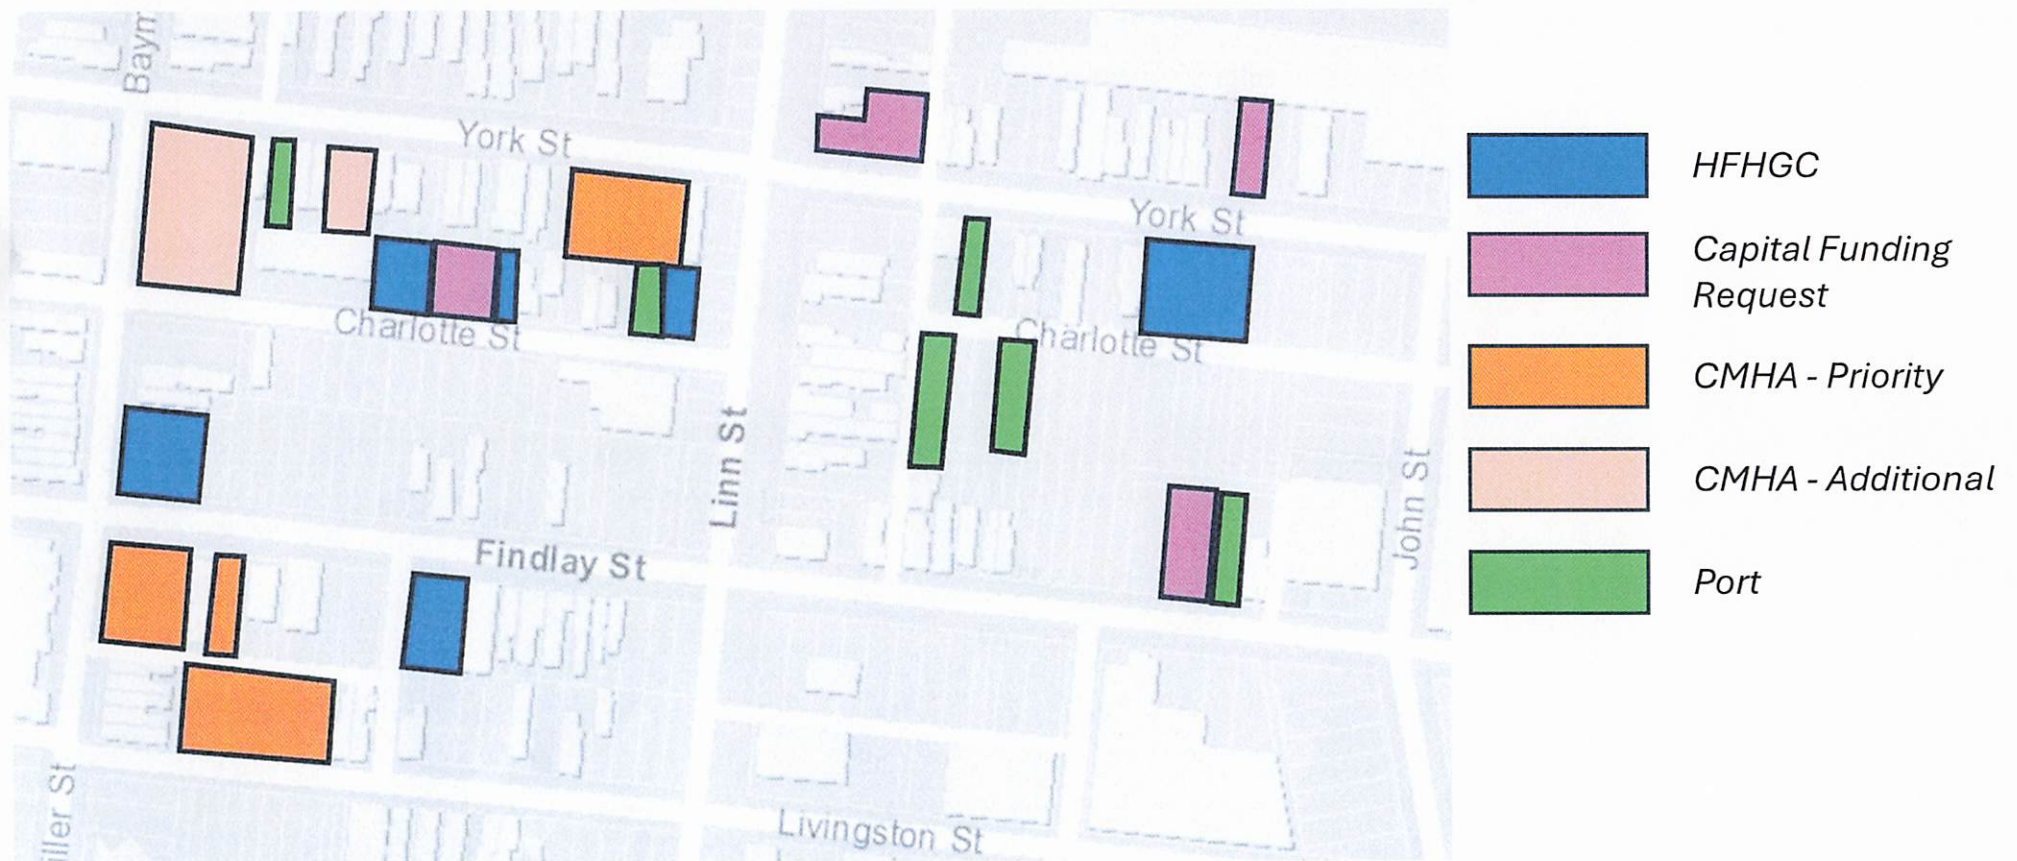 Baym
York St
York St
Charlotte St
Charlotte St
Linn St
John St
Findlay St
Livingston St
iller St
HFHGC
Capital Funding
Request
CMHA - Priority
CMHA - Additional
Port